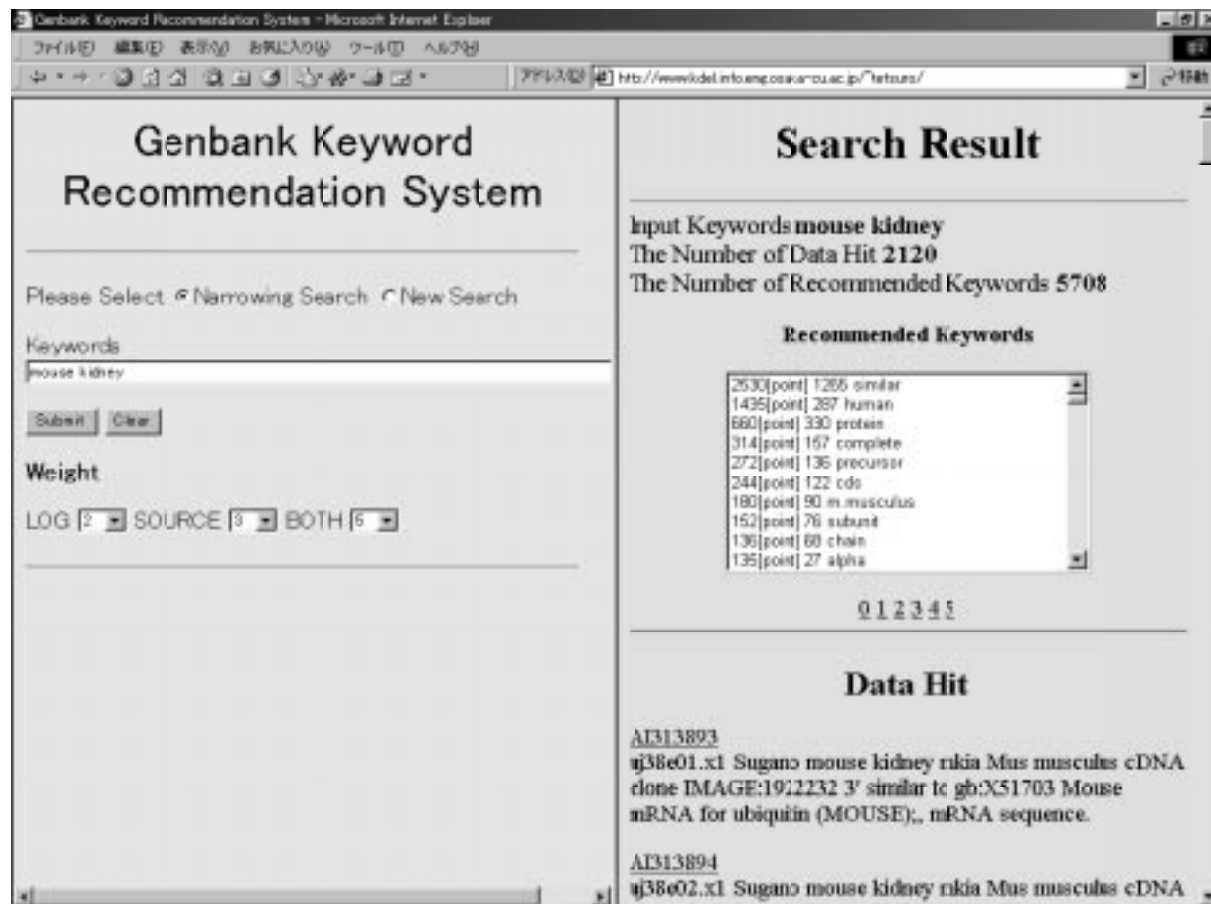 Genbank Keyword Recommendation System - Microsoft Internet Explorer
ファイル(F) 編集(E) 表示(V) お気に入り(A) ツール(T) ヘルプ(H)
アドレス(D) 移動
Genbank Keyword
Recommendation System
Please Select Narrowing Search New Search
Keywords
mouse kidney
Submit Clear
Weight
LOG 2 SOURCE 3 BOTH 5
Search Result
Input Keywords mouse kidney
The Number of Data Hit 2120
The Number of Recommended Keywords 5708
Recommended Keywords
2530[point] 1265 similar
1435[point] 287 human
660[point] 330 protein
314[point] 157 complete
272[point] 136 precursor
244[point] 122 cds
180[point] 90 m.musculus
152[point] 76 subunit
136[point] 68 chain
135[point] 27 alpha
0 1 2 3 4 5
Data Hit
AI313893
uj38e01.x1 Sugano mouse kidney mkia Mus musculus cDNA
clone IMAGE:1922232 3' similar to gb:X51703 Mouse
mRNA for ubiquitin (MOUSE);, mRNA sequence.
AI313894
uj38e02.x1 Sugano mouse kidney mkia Mus musculus cDNA